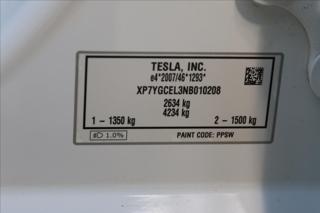 TESLA, INC.
e4*2007/46*1293*
XP7YGCEL3NB010208
2634 kg
4234 kg
1 - 1350 kg 2 - 1500 kg
1.0% PAINT CODE: PPSW